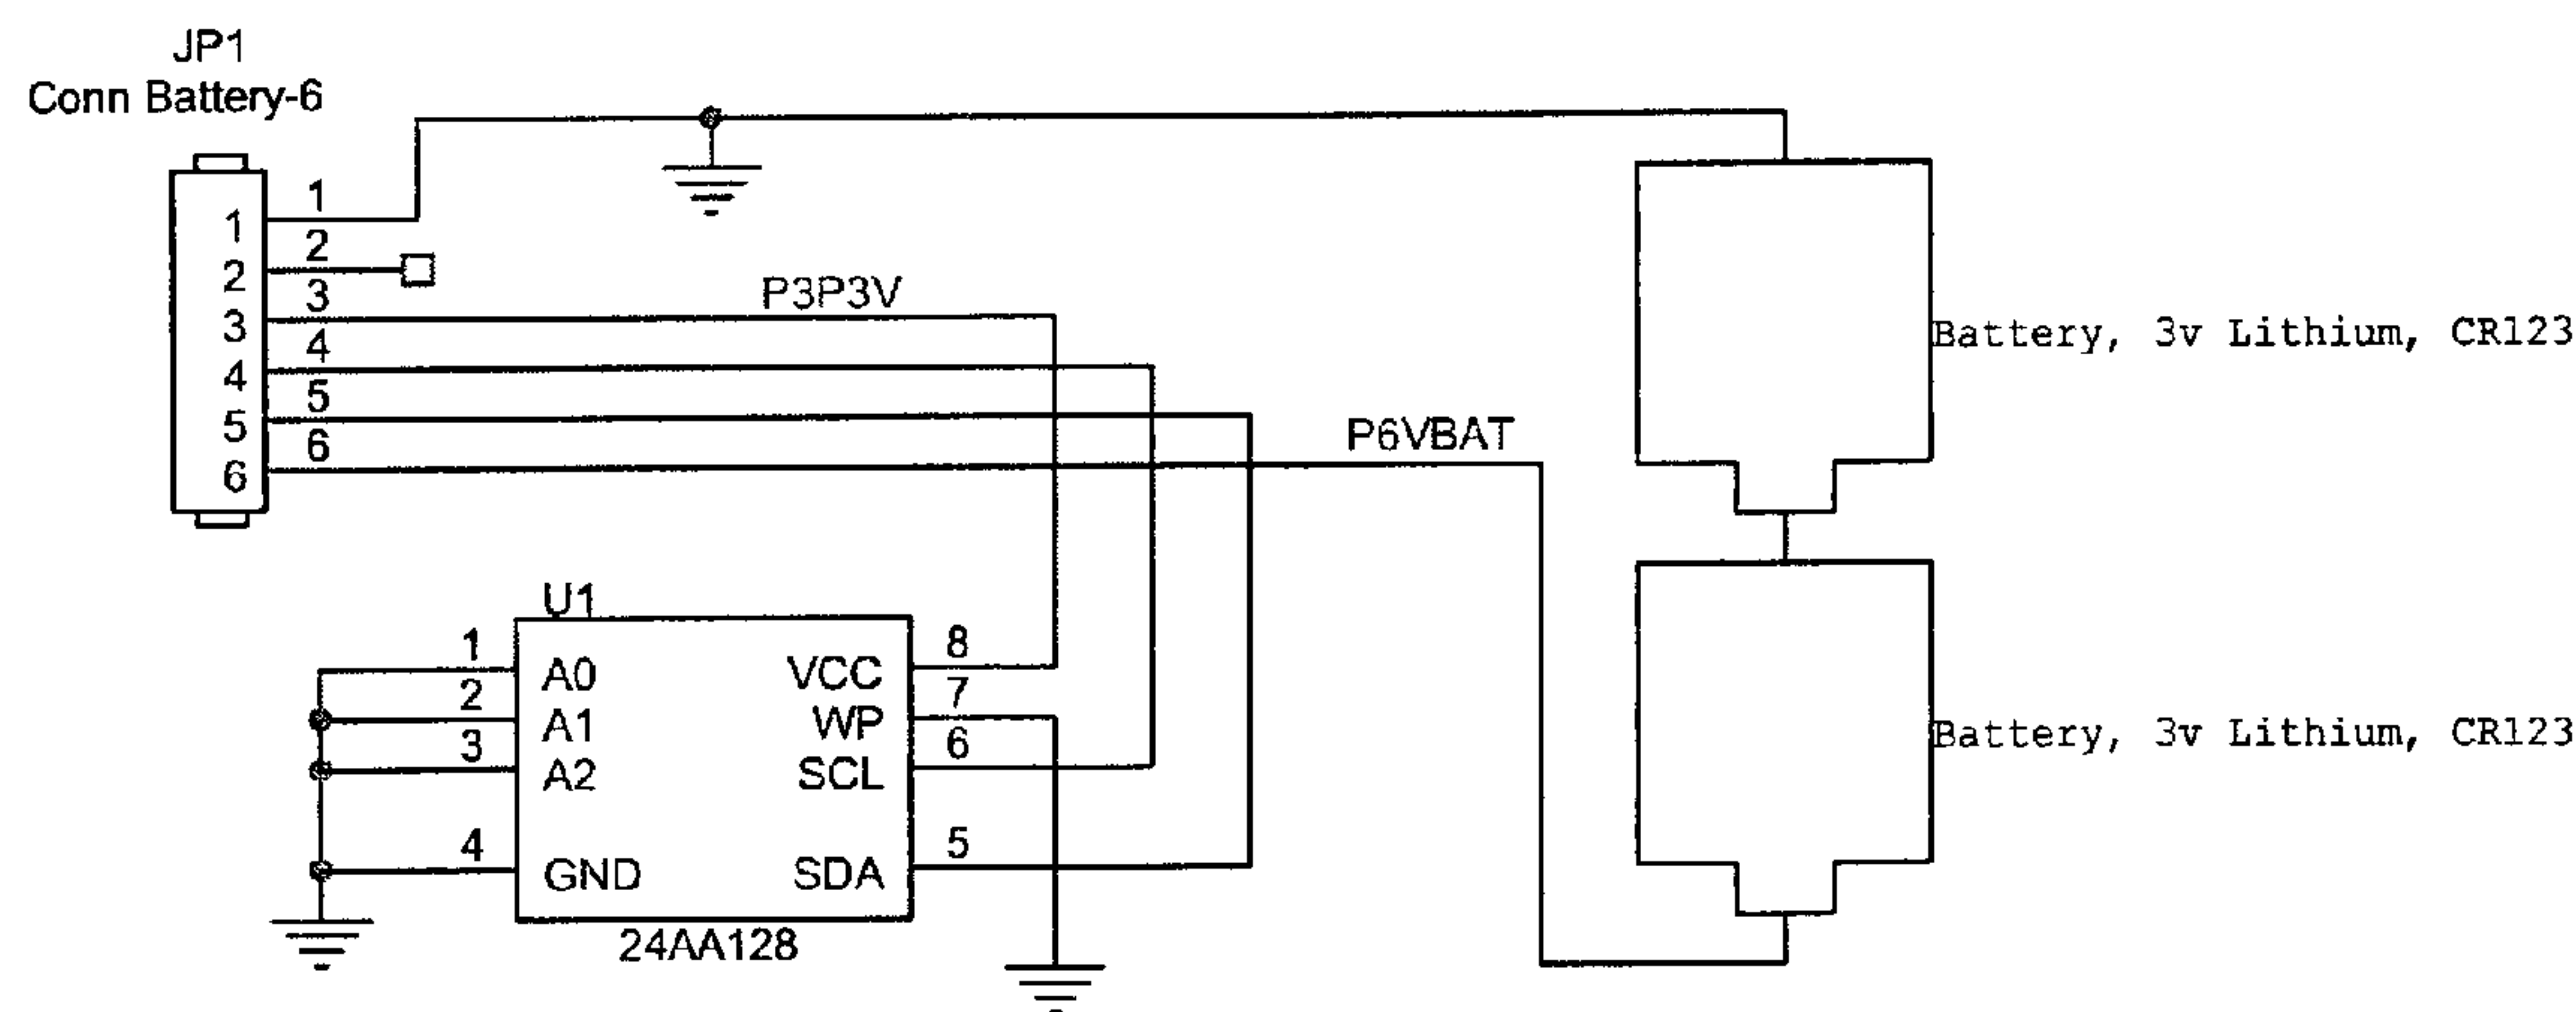 JP1
Conn Battery-6
1
1
2
2
3
3
P3P3V
4
4
5
5
6
6
P6VBAT
Battery, 3v Lithium, CR123
U1
1
A0
VCC
8
2
A1
WP
7
3
A2
SCL
6
4
GND
SDA
5
24AA128
Battery, 3v Lithium, CR123